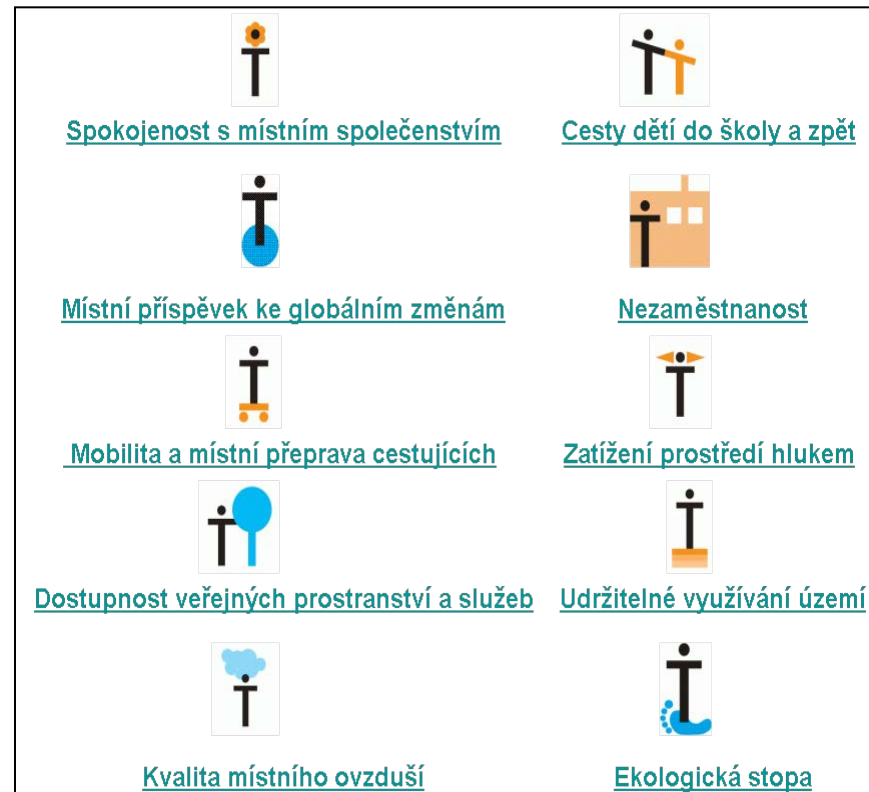 Spokojenost s místním společenstvím
Cesty dětí do školy a zpět
Místní příspěvek ke globálním změnám
Nezaměstnanost
Mobilita a místní přeprava cestujících
Zatížení prostředí hlukem
Dostupnost veřejných prostranství a služeb
Udržitelné využívání území
Kvalita místního ovzduší
Ekologická stopa